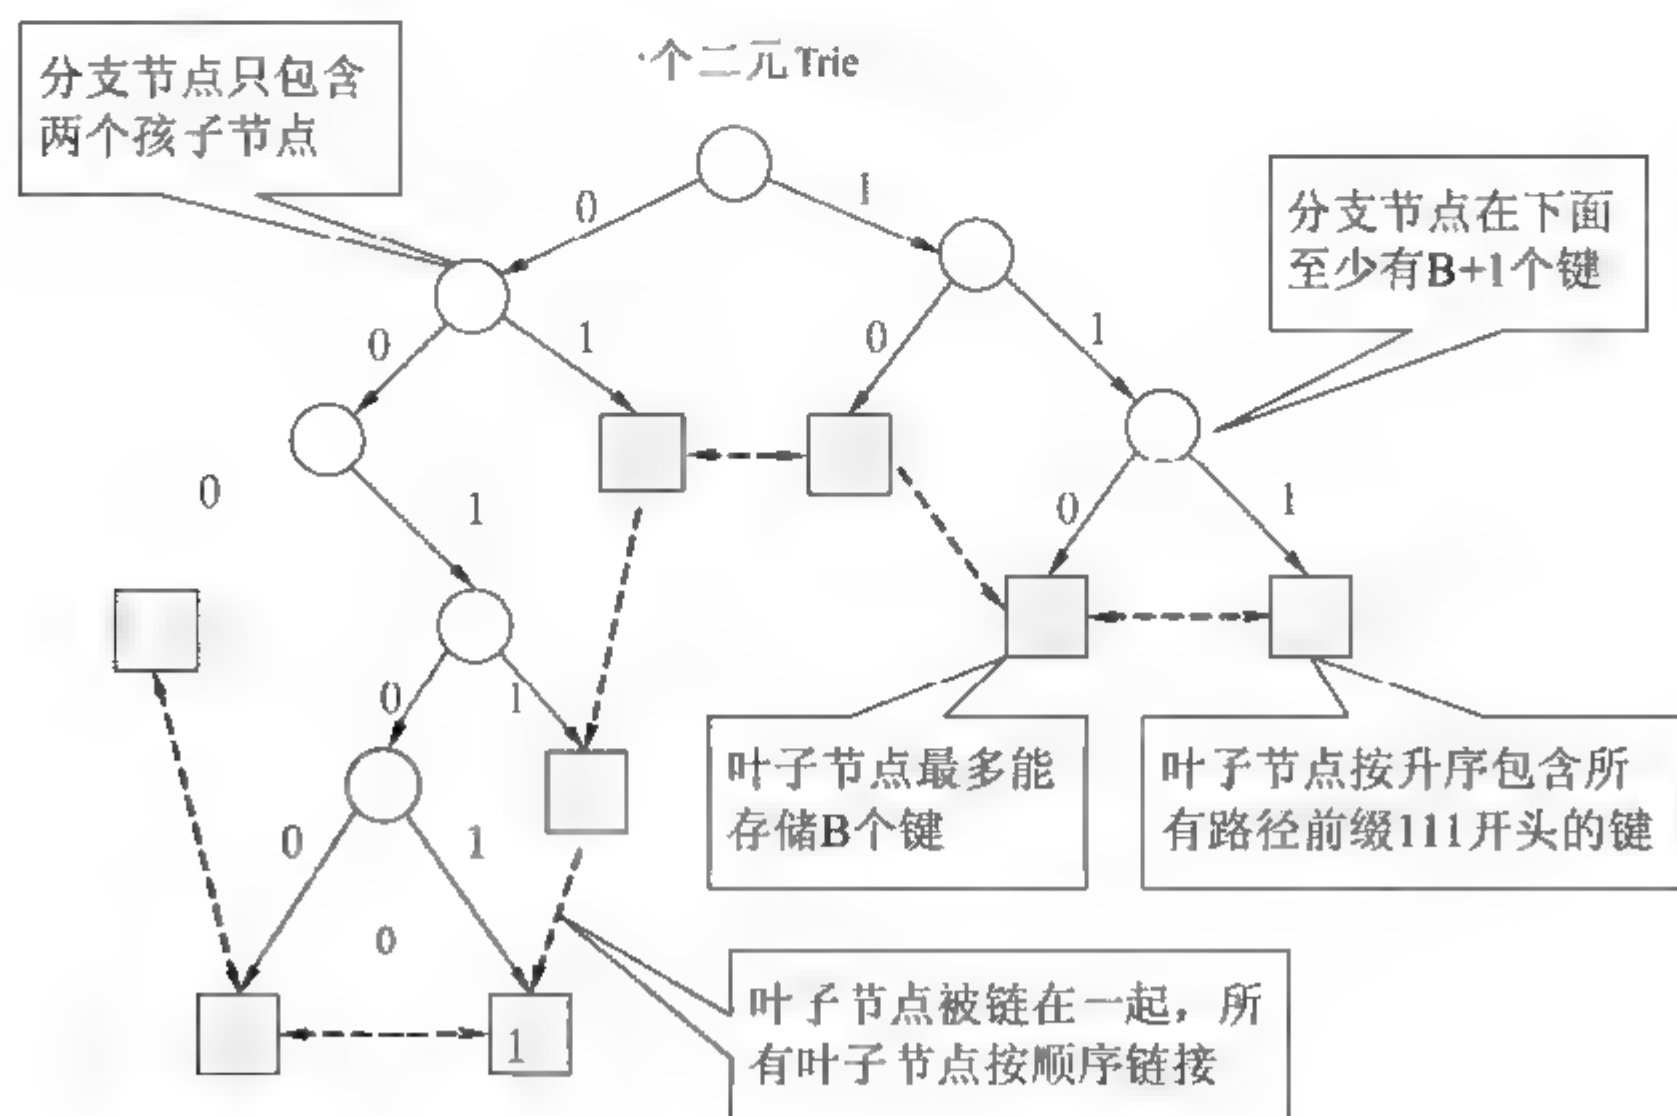 个二元Trie
分支节点只包含
两个孩子节点
分支节点在下面
至少有B+1个键
0
1
0
1
0
1
0
1
0
1
0
1
0
1
叶子节点最多能
存储B个键
叶子节点按升序包含所
有路径前缀111开头的键
0
叶子节点被链在一起，所
有叶子节点按顺序链接
1